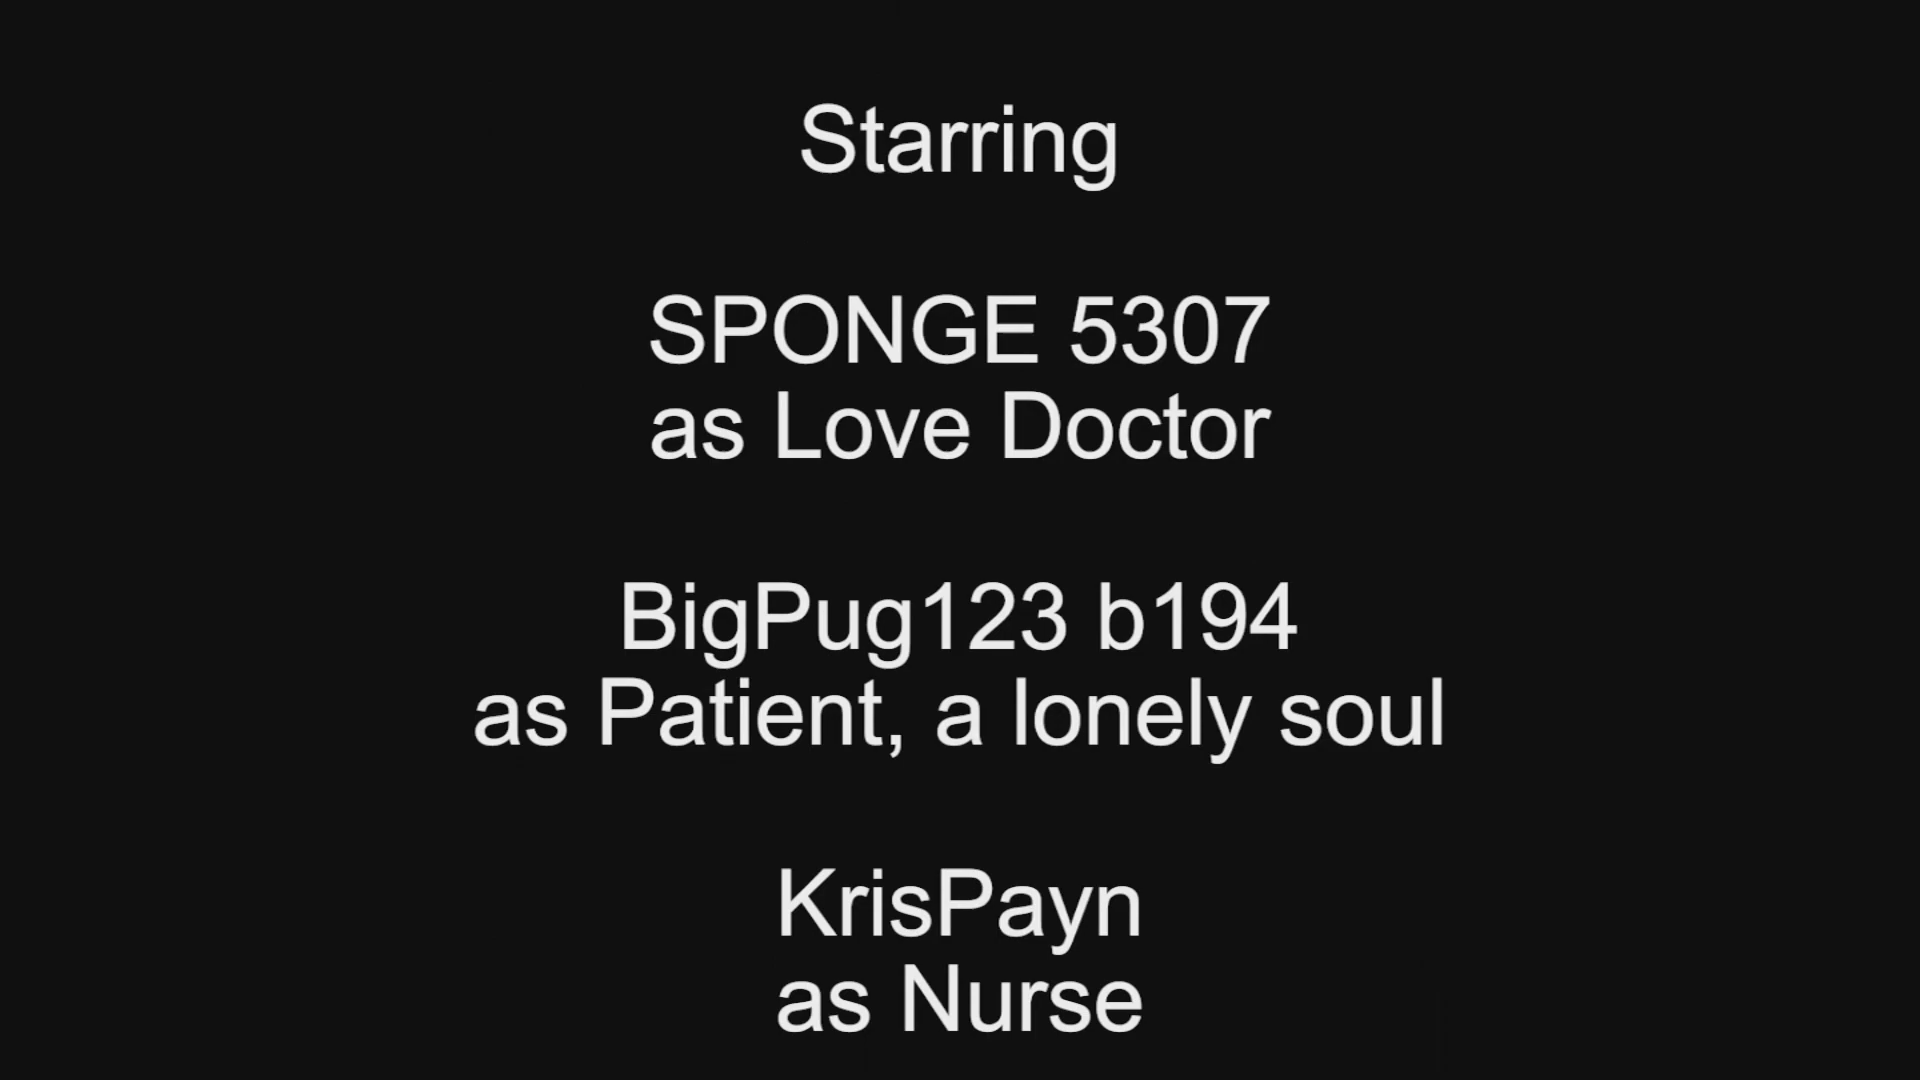 Starring
SPONGE 5307
as Love Doctor
BigPug123 b194
as Patient, a lonely soul
KrisPayn
as Nurse